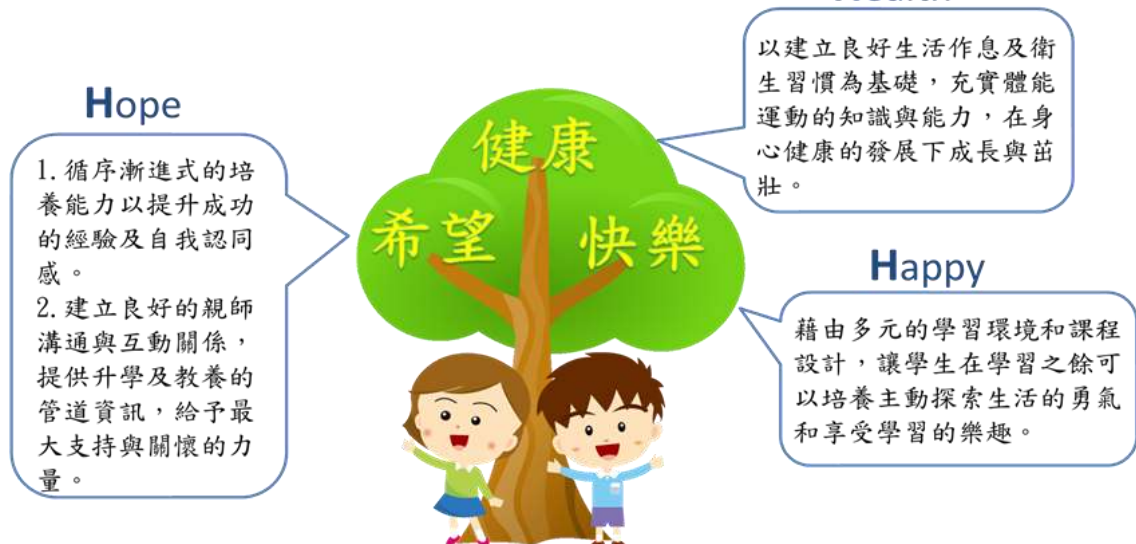 Hope
1. 循序漸進式的培
養能力以提升成功
的經驗及自我認同
感。
2. 建立良好的親師
溝通與互動關係，
提供升學及教養的
管道資訊，給予最
大支持與關懷的力
量。
健康
希望
快樂
以建立良好生活作息及衛
生習慣為基礎，充實體能
運動的知識與能力，在身
心健康的發展下成長與茁
壯。
Happy
藉由多元的學習環境和課程
設計，讓學生在學習之餘可
以培養主動探索生活的勇氣
和享受學習的樂趣。